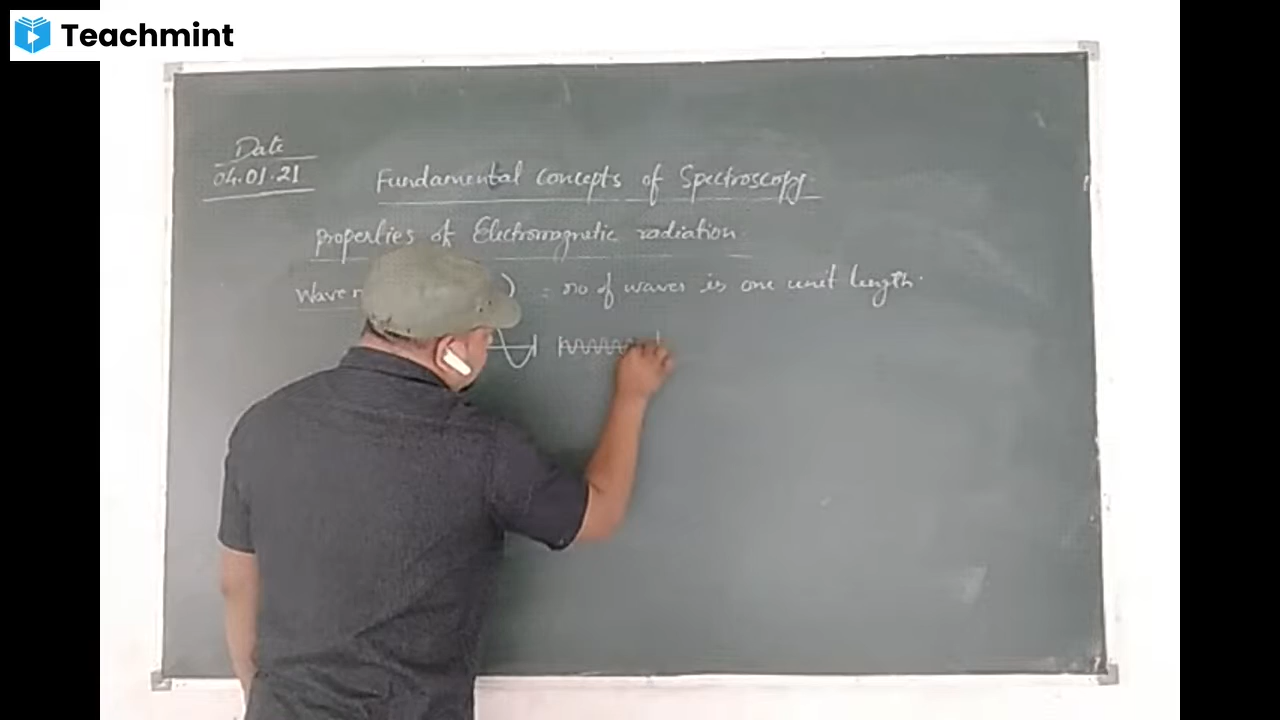 Teachmint
Date
04.01.21
Fundamental concepts of Spectroscopy.
properties of Electromagnetic radiation.
Wave ) = no of waves is one unit length.